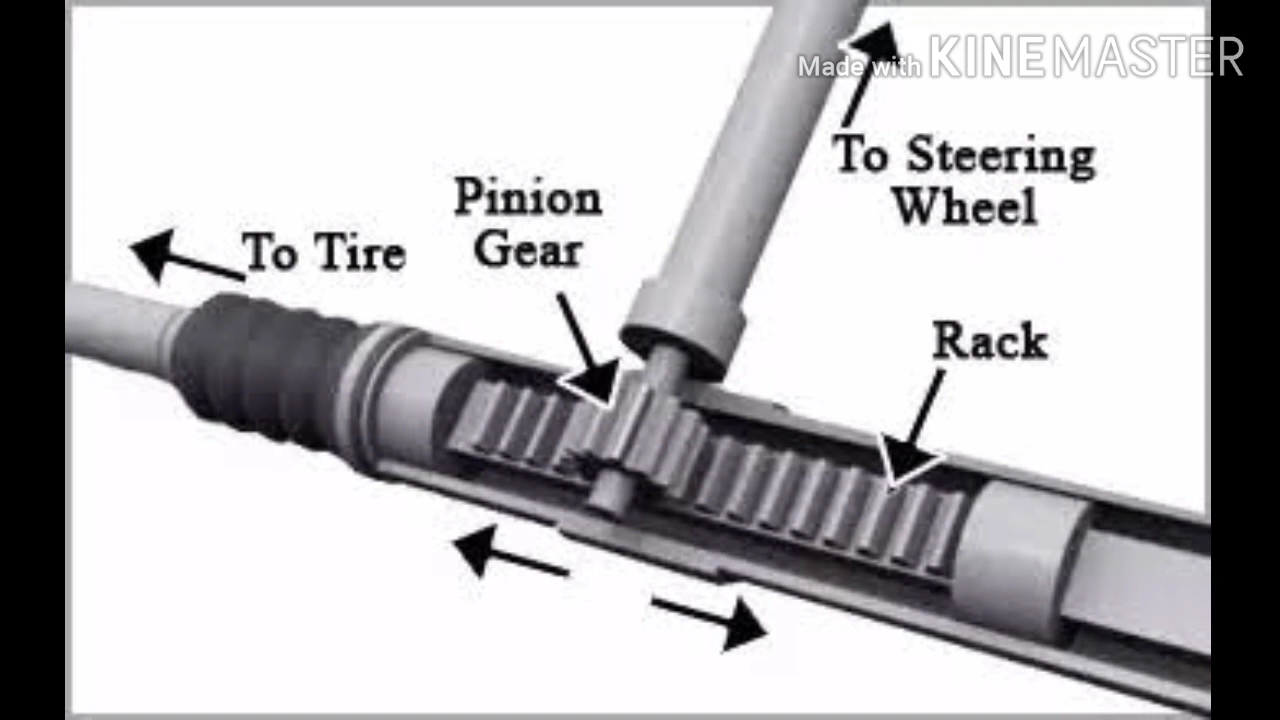 Made with KINEMASTER
To Steering
Wheel
Pinion
Gear
To Tire
Rack